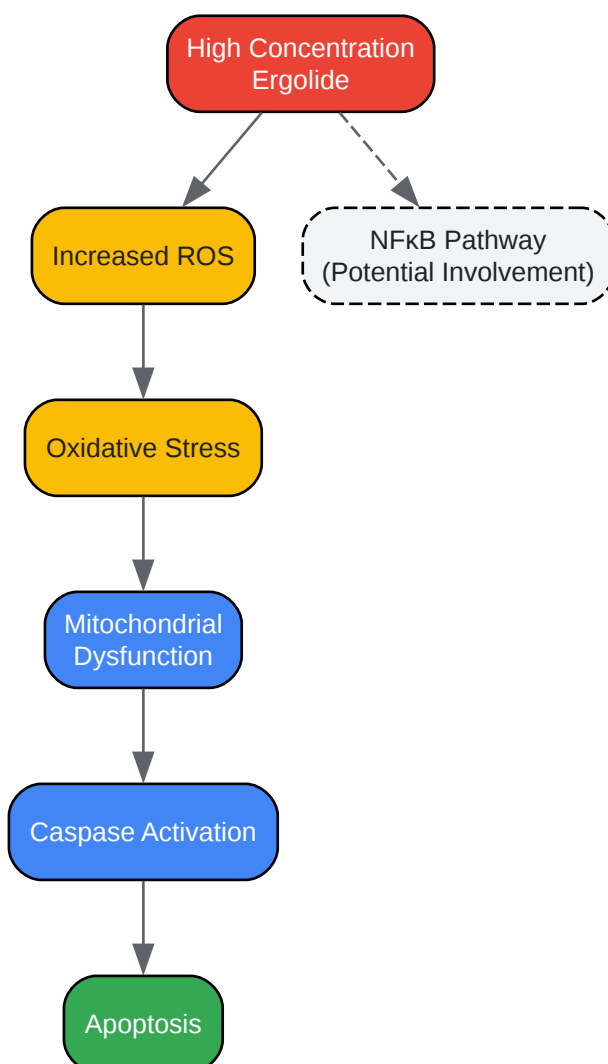 High Concentration
Ergolide
Increased ROS
NFκB Pathway
(Potential Involvement)
Oxidative Stress
Mitochondrial
Dysfunction
Caspase Activation
Apoptosis